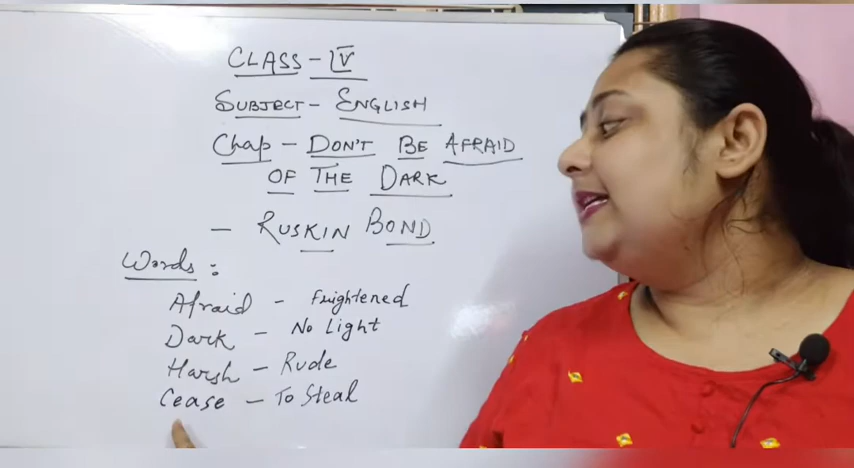 CLASS - IV
SUBJECT - ENGLISH
Chap - DON'T BE AFRAID
OF THE DARK
- RUSKIN BOND
Words :
Afraid - Frightened
Dark - No Light
Harsh - Rude
Cease - To Steal